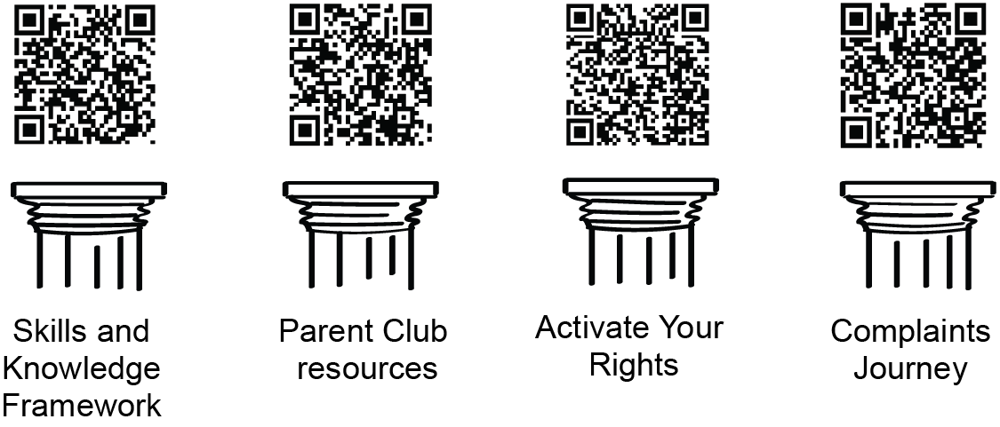 Skills and
Knowledge
Framework
Parent Club
resources
Activate Your
Rights
Complaints
Journey